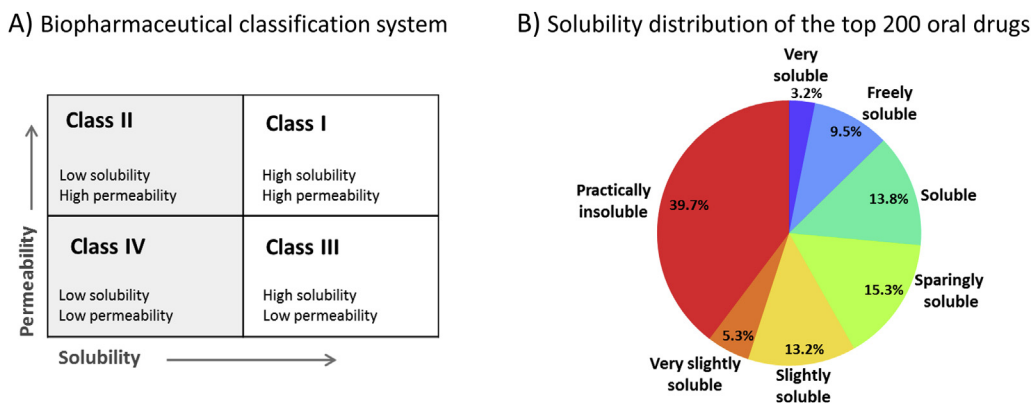 A) Biopharmaceutical classification system
Class II
Low solubility
High permeability
Class I
High solubility
High permeability
Class IV
Low solubility
Low permeability
Class III
High solubility
Low permeability
Permeability
Solubility
B) Solubility distribution of the top 200 oral drugs
Very
soluble
3.2%
Freely
soluble
9.5%
Soluble
13.8%
Sparingly
soluble
15.3%
Slightly
soluble
13.2%
Very slightly
soluble
5.3%
Practically
insoluble
39.7%